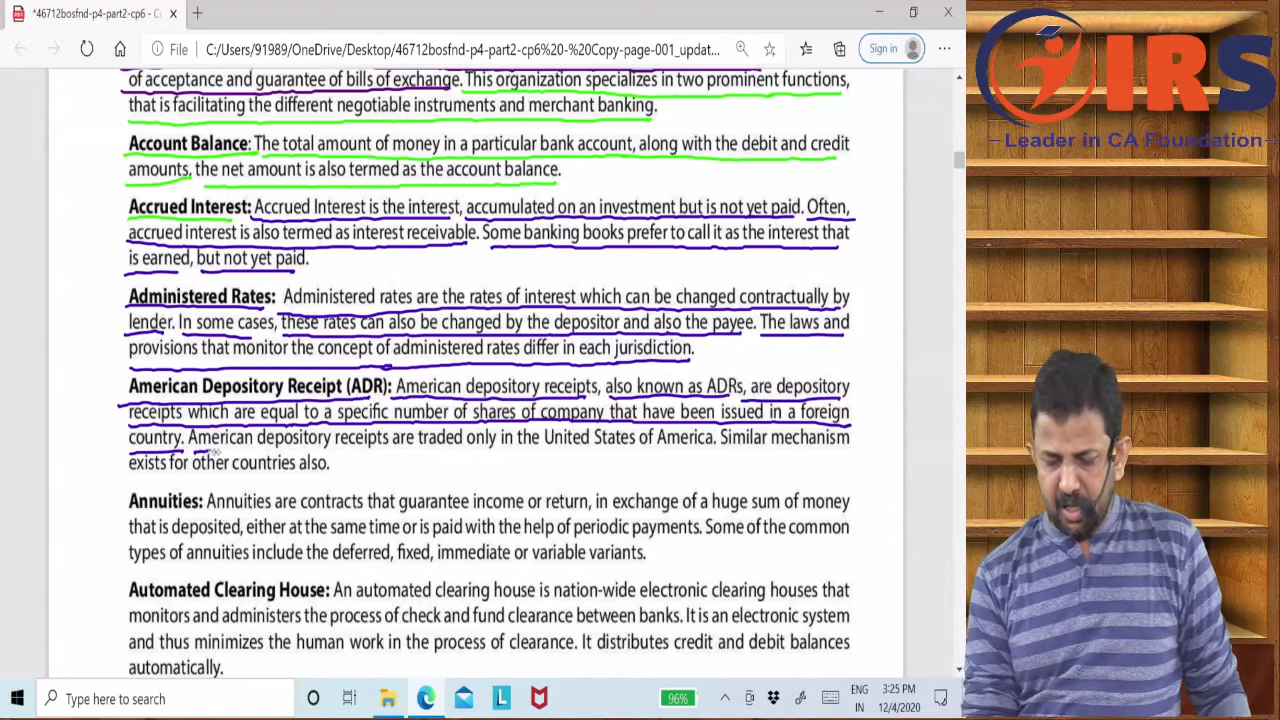 *46712bosfnd-p4-part2-cp6 - C
Sign in
File
C:/Users/91989/OneDrive/Desktop/46712bosfnd-p4-part2-cp6%20-%20Copy-page-001_updat...
of acceptance and guarantee of bills of exchange. This organization specializes in two prominent functions,
that is facilitating the different negotiable instruments and merchant banking.
Account Balance: The total amount of money in a particular bank account, along with the debit and credit
amounts, the net amount is also termed as the account balance.
Accrued Interest: Accrued Interest is the interest, accumulated on an investment but is not yet paid. Often,
accrued interest is also termed as interest receivable. Some banking books prefer to call it as the interest that
is earned, but not yet paid.
Administered Rates: Administered rates are the rates of interest which can be changed contractually by
lender. In some cases, these rates can also be changed by the depositor and also the payee. The laws and
provisions that monitor the concept of administered rates differ in each jurisdiction.
American Depository Receipt (ADR): American depository receipts, also known as ADRs, are depository
receipts which are equal to a specific number of shares of company that have been issued in a foreign
country. American depository receipts are traded only in the United States of America. Similar mechanism
exists for other countries also.
Annuities: Annuities are contracts that guarantee income or return, in exchange of a huge sum of money
that is deposited, either at the same time or is paid with the help of periodic payments. Some of the common
types of annuities include the deferred, fixed, immediate or variable variants.
Automated Clearing House: An automated clearing house is nation-wide electronic clearing houses that
monitors and administers the process of check and fund clearance between banks. It is an electronic system
and thus minimizes the human work in the process of clearance. It distributes credit and debit balances
automatically.
IRS
Leader in CA Foundation
Type here to search
L
96%
ENG
IN
3:25 PM
12/4/2020